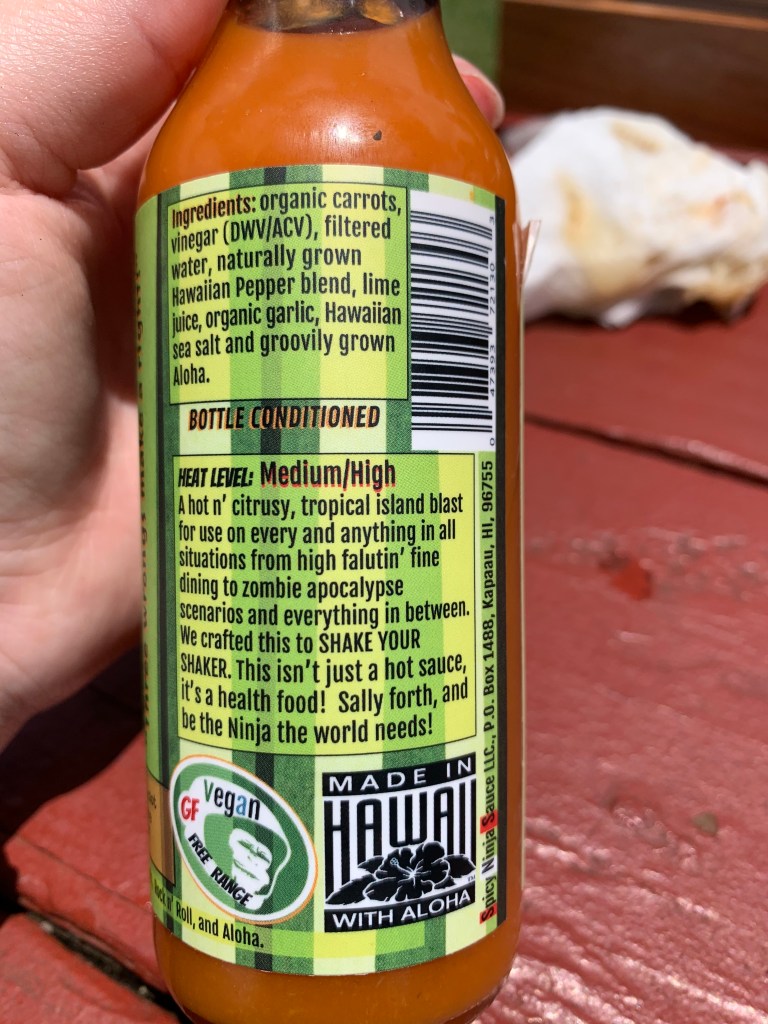 Ingredients: organic carrots,
vinegar (DWV/ACV), filtered
water, naturally grown
Hawaiian Pepper blend, lime
juice, organic garlic, Hawaiian
sea salt and groovily grown
Aloha.
BOTTLE CONDITIONED
HEAT LEVEL: Medium/High
A hot n' citrusy, tropical island blast
for use on every and anything in all
situations from high falutin' fine
dining to zombie apocalypse
scenarios and everything in between.
We crafted this to SHAKE YOUR
SHAKER. This isn't just a hot sauce,
it's a health food! Sally forth, and
be the Ninja the world needs!
GF Vegan
FREE RANGE
MADE IN
HAWAII
WITH ALOHA
n' Roll, and Aloha.
0 47393 72130 3
Spicy Ninja Sauce LLC., P.O. Box 1488, Kapaau, HI, 96755